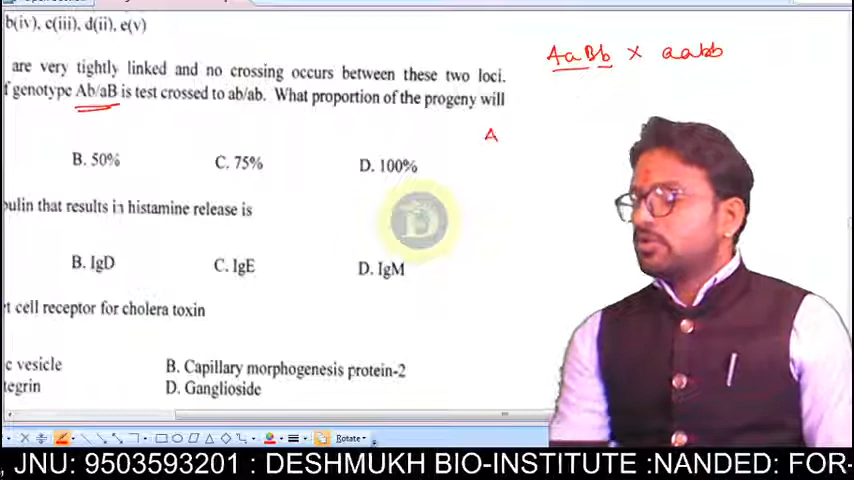 b(iv), c(iii), d(ii), e(v)
AaBb × aabb
are very tightly linked and no crossing occurs between these two loci.
f genotype Ab/aB is test crossed to ab/ab. What proportion of the progeny will
A
B. 50% C. 75% D. 100%
ulin that results in histamine release is
D
B. IgD C. IgE D. IgM
t cell receptor for cholera toxin
c vesicle B. Capillary morphogenesis protein-2
tegrin D. Ganglioside
Rotate
, JNU: 9503593201 : DESHMUKH BIO-INSTITUTE :NANDED: FOR-